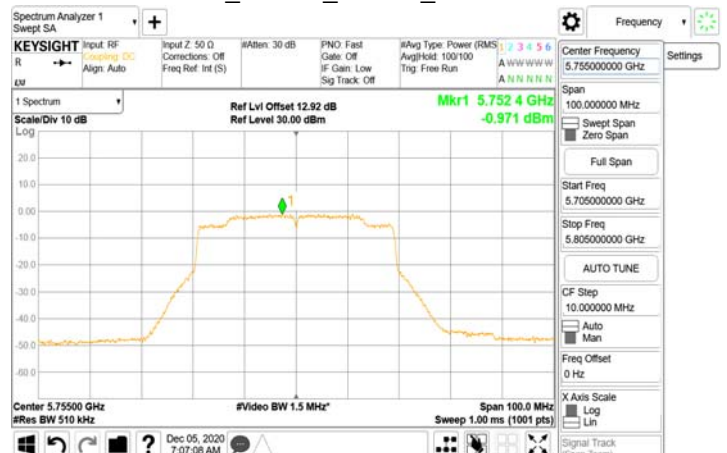 Spectrum Analyzer 1
Swept SA
KEYSIGHT
R
Input: RF
Coupling: DC
Align: Auto
Input Z: 50 Ω
Corrections: Off
Freq Ref: Int (S)
#Atten: 30 dB
PNO: Fast
Gate: Off
IF Gain: Low
Sig Track: Off
#Avg Type: Power (RMS
Avg|Hold: 100/100
Trig: Free Run
1 2 3 4 5 6
A W W W W W
A N N N N N
1 Spectrum
Scale/Div 10 dB
Ref Lvl Offset 12.92 dB
Ref Level 30.00 dBm
Mkr1 5.752 4 GHz
-0.971 dBm
Log
20.0
10.0
0.00
-10.0
-20.0
-30.0
-40.0
-50.0
-60.0
1
Center 5.75500 GHz
#Res BW 510 kHz
#Video BW 1.5 MHz*
Span 100.0 MHz
Sweep 1.00 ms (1001 pts)
?
Dec 05, 2020
7:07:08 AM
Frequency
Settings
Center Frequency
5.755000000 GHz
Span
100.000000 MHz
Swept Span
Zero Span
Full Span
Start Freq
5.705000000 GHz
Stop Freq
5.805000000 GHz
AUTO TUNE
CF Step
10.000000 MHz
Auto
Man
Freq Offset
0 Hz
X Axis Scale
Log
Lin
Signal Track